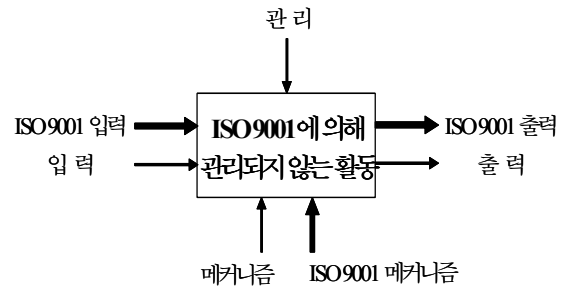 관 리
ISO9001 입력
ISO9001에 의해
ISO9001 출력
입 력
관리되지 않는 활동
출 력
메커니즘
ISO9001 메커니즘